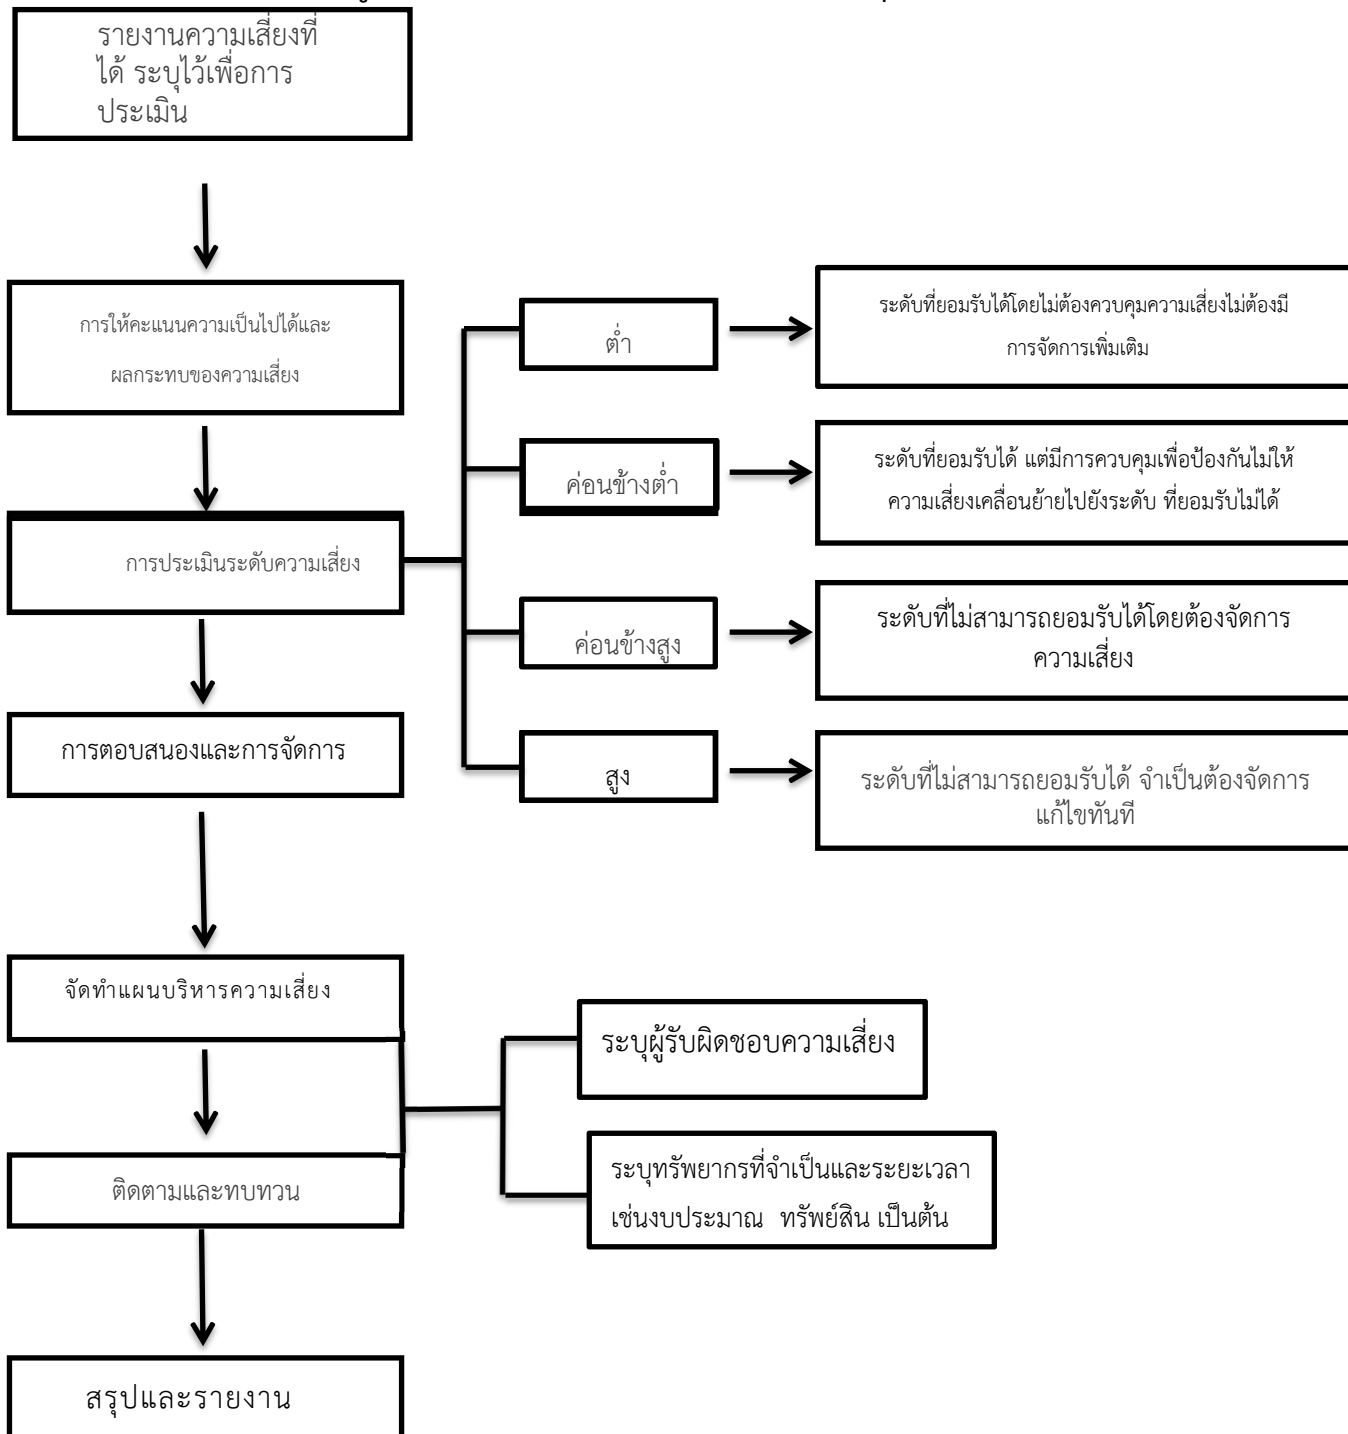 รายงานความเสี่ยงที่
ได้ ระบุไว้เพื่อการ
ประเมิน
การให้คะแนนความเป็นไปได้และ
ผลกระทบของความเสี่ยง
การประเมินระดับความเสี่ยง
ต่ำ
ระดับที่ยอมรับได้โดยไม่ต้องควบคุมความเสี่ยงไม่ต้องมี
การจัดการเพิ่มเติม
ค่อนข้างต่ำ
ระดับที่ยอมรับได้ แต่มีการควบคุมเพื่อป้องกันไม่ให้
ความเสี่ยงเคลื่อนย้ายไปยังระดับ ที่ยอมรับไม่ได้
ค่อนข้างสูง
ระดับที่ไม่สามารถยอมรับได้โดยต้องจัดการ
ความเสี่ยง
สูง
ระดับที่ไม่สามารถยอมรับได้ จำเป็นต้องจัดการ
แก้ไขทันที
การตอบสนองและการจัดการ
จัดทำแผนบริหารความเสี่ยง
ระบุผู้รับผิดชอบความเสี่ยง
ระบุทรัพยากรที่จำเป็นและระยะเวลา
เช่นงบประมาณ ทรัพย์สิน เป็นต้น
ติดตามและทบทวน
สรุปและรายงาน